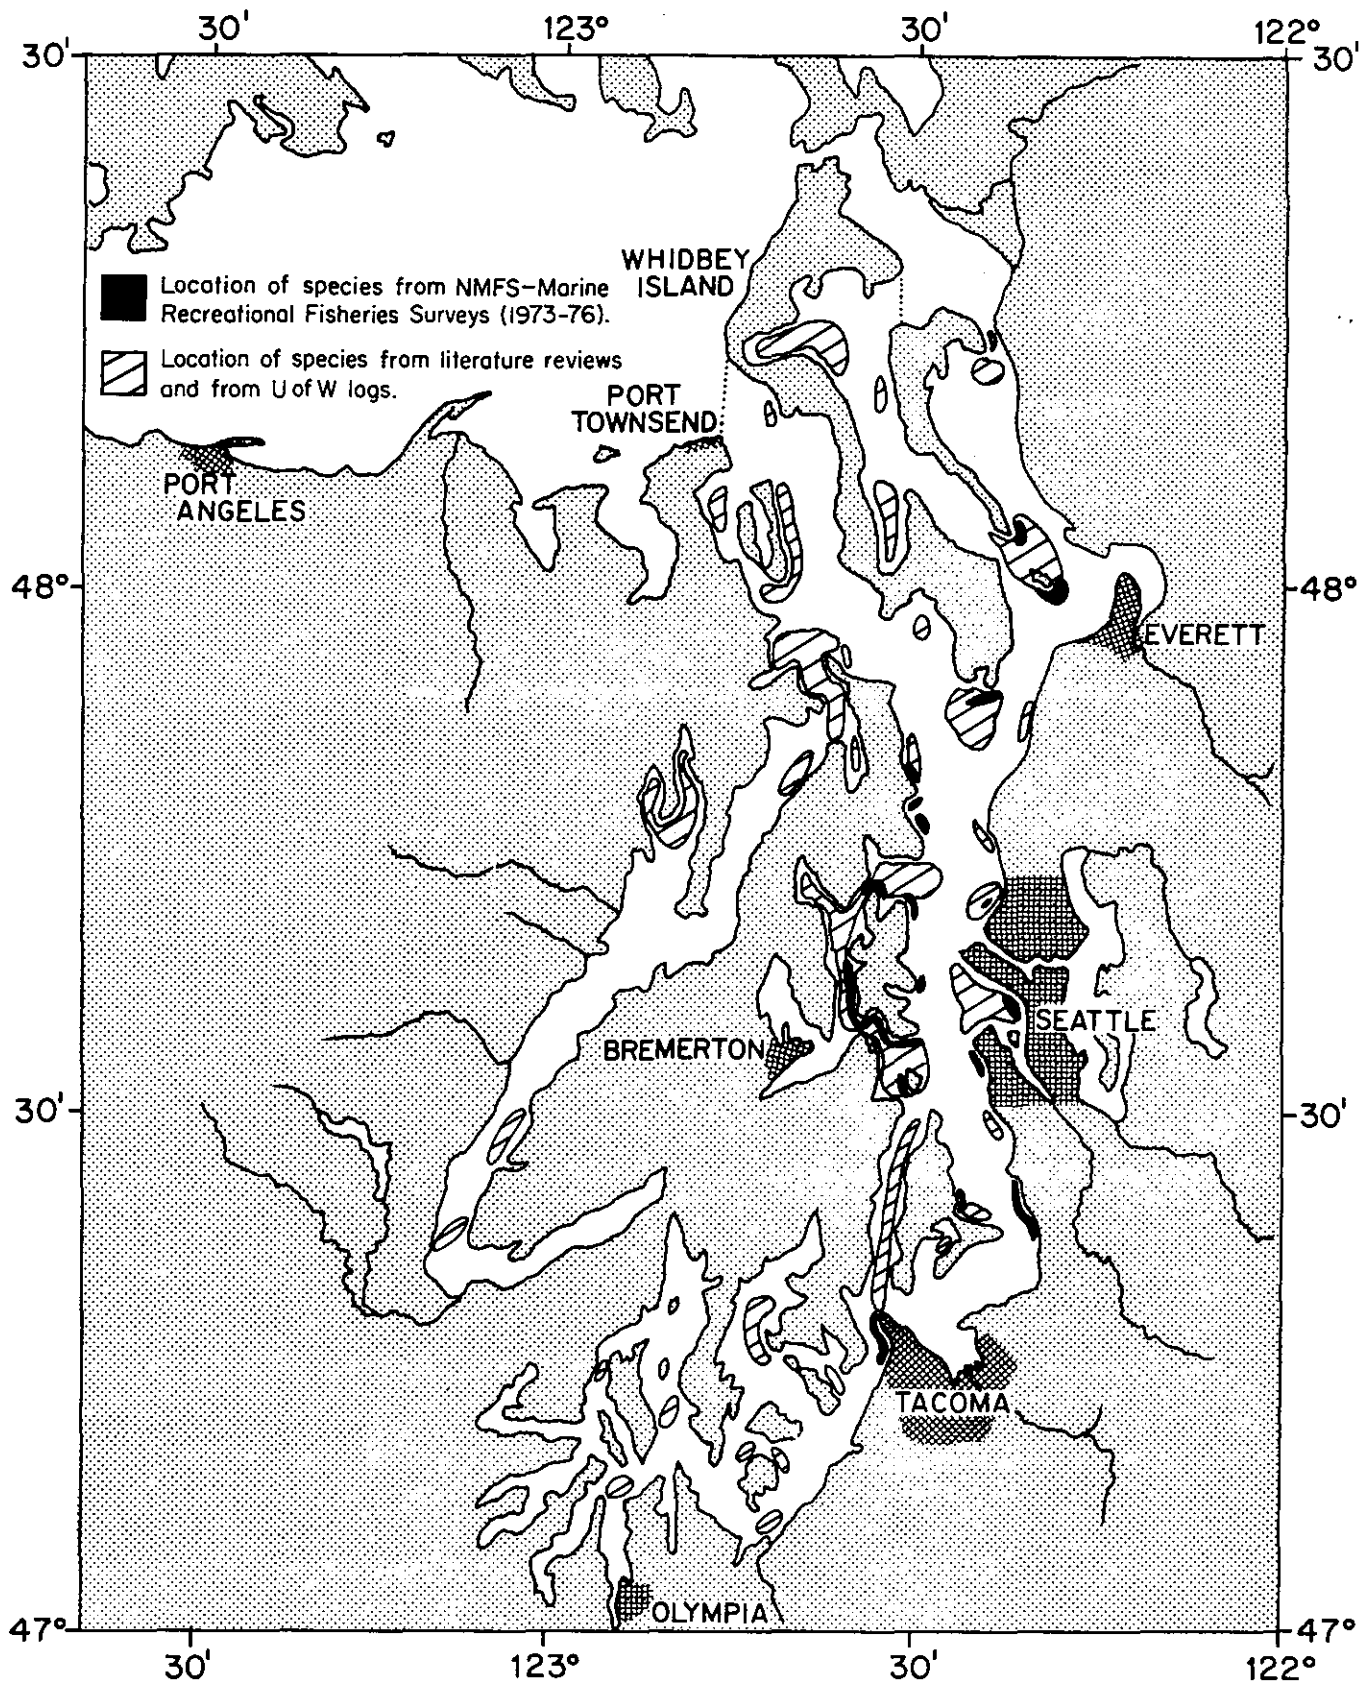 30' 123° 30' 122°
30' 30'
WHIDBEY
ISLAND
Location of species from NMFS-Marine
Recreational Fisheries Surveys (1973-76).
Location of species from literature reviews
and from U of W logs.
PORT
TOWNSEND
PORT
ANGELES
48° 48°
EVERETT
SEATTLE
BREMERTON
30' 30'
TACOMA
OLYMPIA
47° 47°
30' 123° 30' 122°